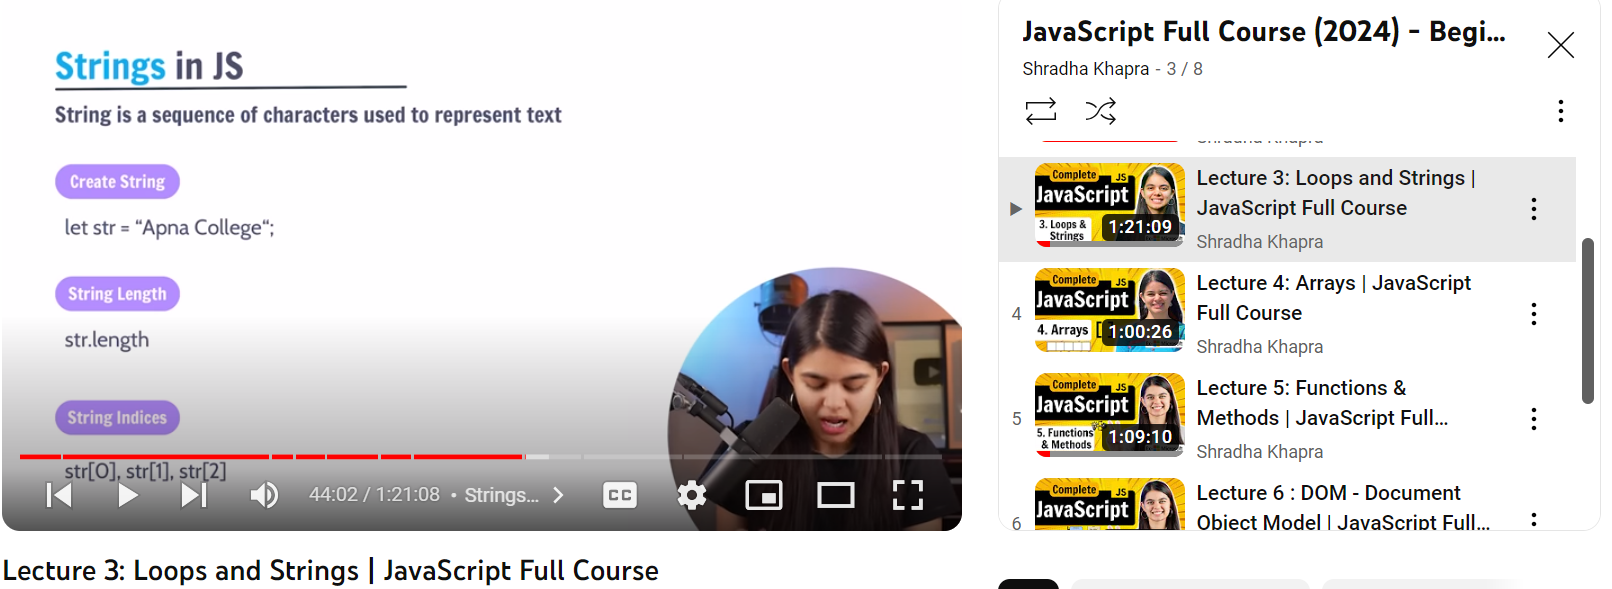 Strings in JS
String is a sequence of characters used to represent text
Create String
let str = “Apna College“;
String Length
str.length
String Indices
str[0], str[1], str[2]
44:02 / 1:21:08 • Strings...
CC
Lecture 3: Loops and Strings | JavaScript Full Course
JavaScript Full Course (2024) - Begi...
Shradha Khapra - 3 / 8
Shradha Khapra
Complete JS
JavaScript
3. Loops &
Strings
1:21:09
Lecture 3: Loops and Strings |
JavaScript Full Course
Shradha Khapra
4
Complete JS
JavaScript
4. Arrays
1:00:26
Lecture 4: Arrays | JavaScript
Full Course
Shradha Khapra
5
Complete JS
JavaScript
5. Functions
& Methods
1:09:10
Lecture 5: Functions &
Methods | JavaScript Full...
Shradha Khapra
6
Complete JS
JavaScript
Lecture 6 : DOM - Document
Object Model | JavaScript Full...